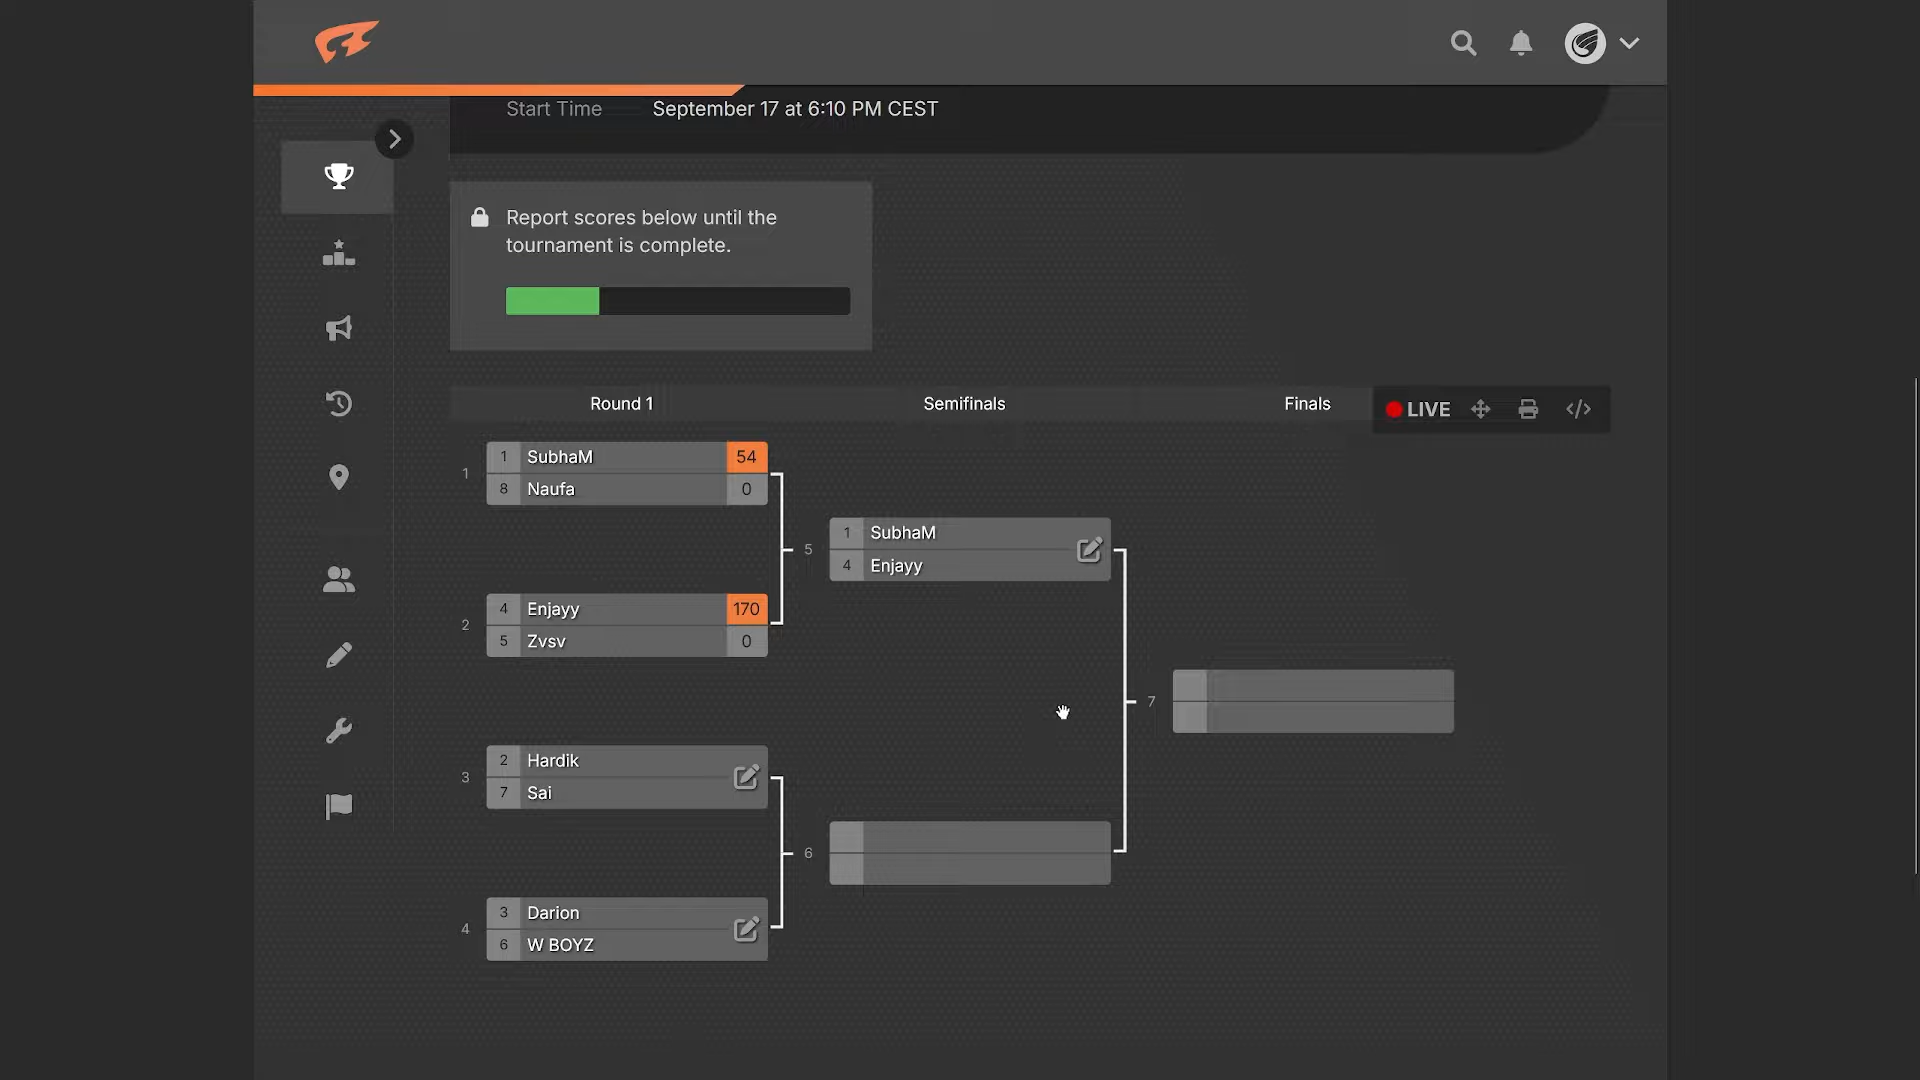 Start Time September 17 at 6:10 PM CEST
Report scores below until the
tournament is complete.
Round 1 Semifinals Finals LIVE
1 SubhaM 54
1
8 Naufa 0
1 SubhaM
5
4 Enjayy
4 Enjayy 170
2
5 Zvsv 0
7
2 Hardik
3
7 Sai
6
3 Darion
4
6 W BOYZ